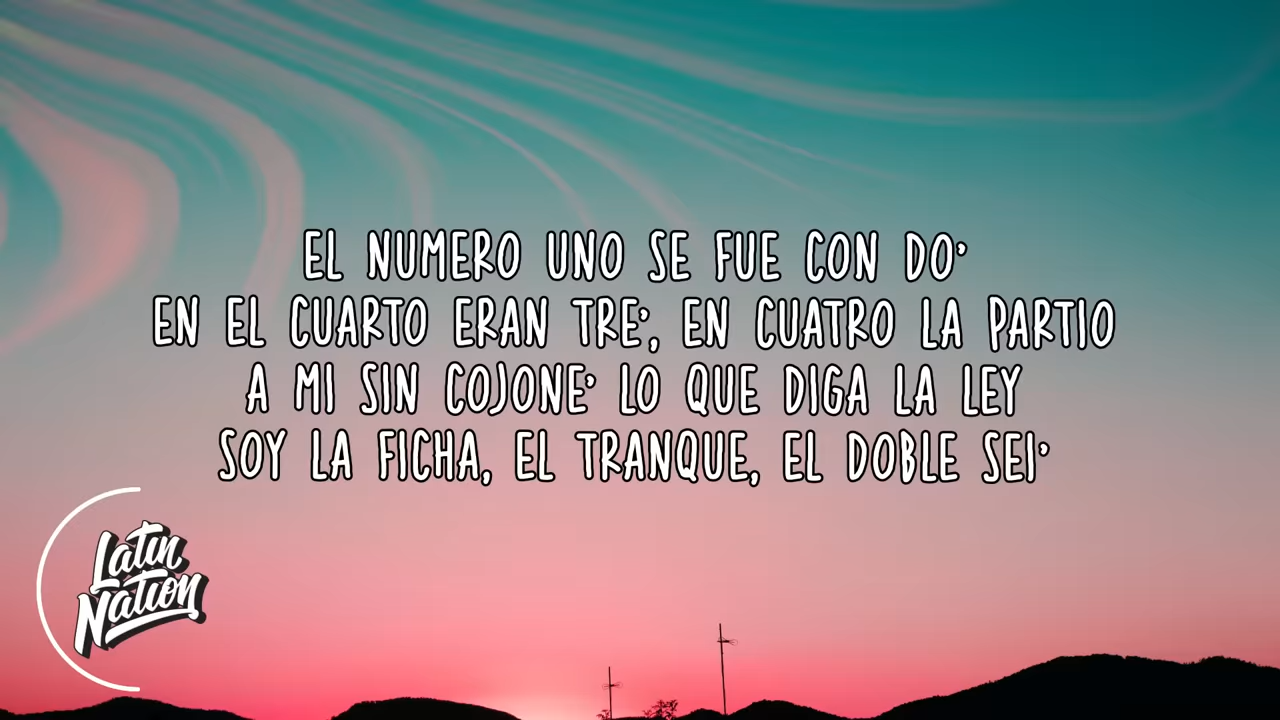 EL NUMERO UNO SE FUE CON DO'
EN EL CUARTO ERAN TRE', EN CUATRO LA PARTIO
A MI SIN COJONE' LO QUE DIGA LA LEY
SOY LA FICHA, EL TRANQUE, EL DOBLE SEI'
Latin
Nation